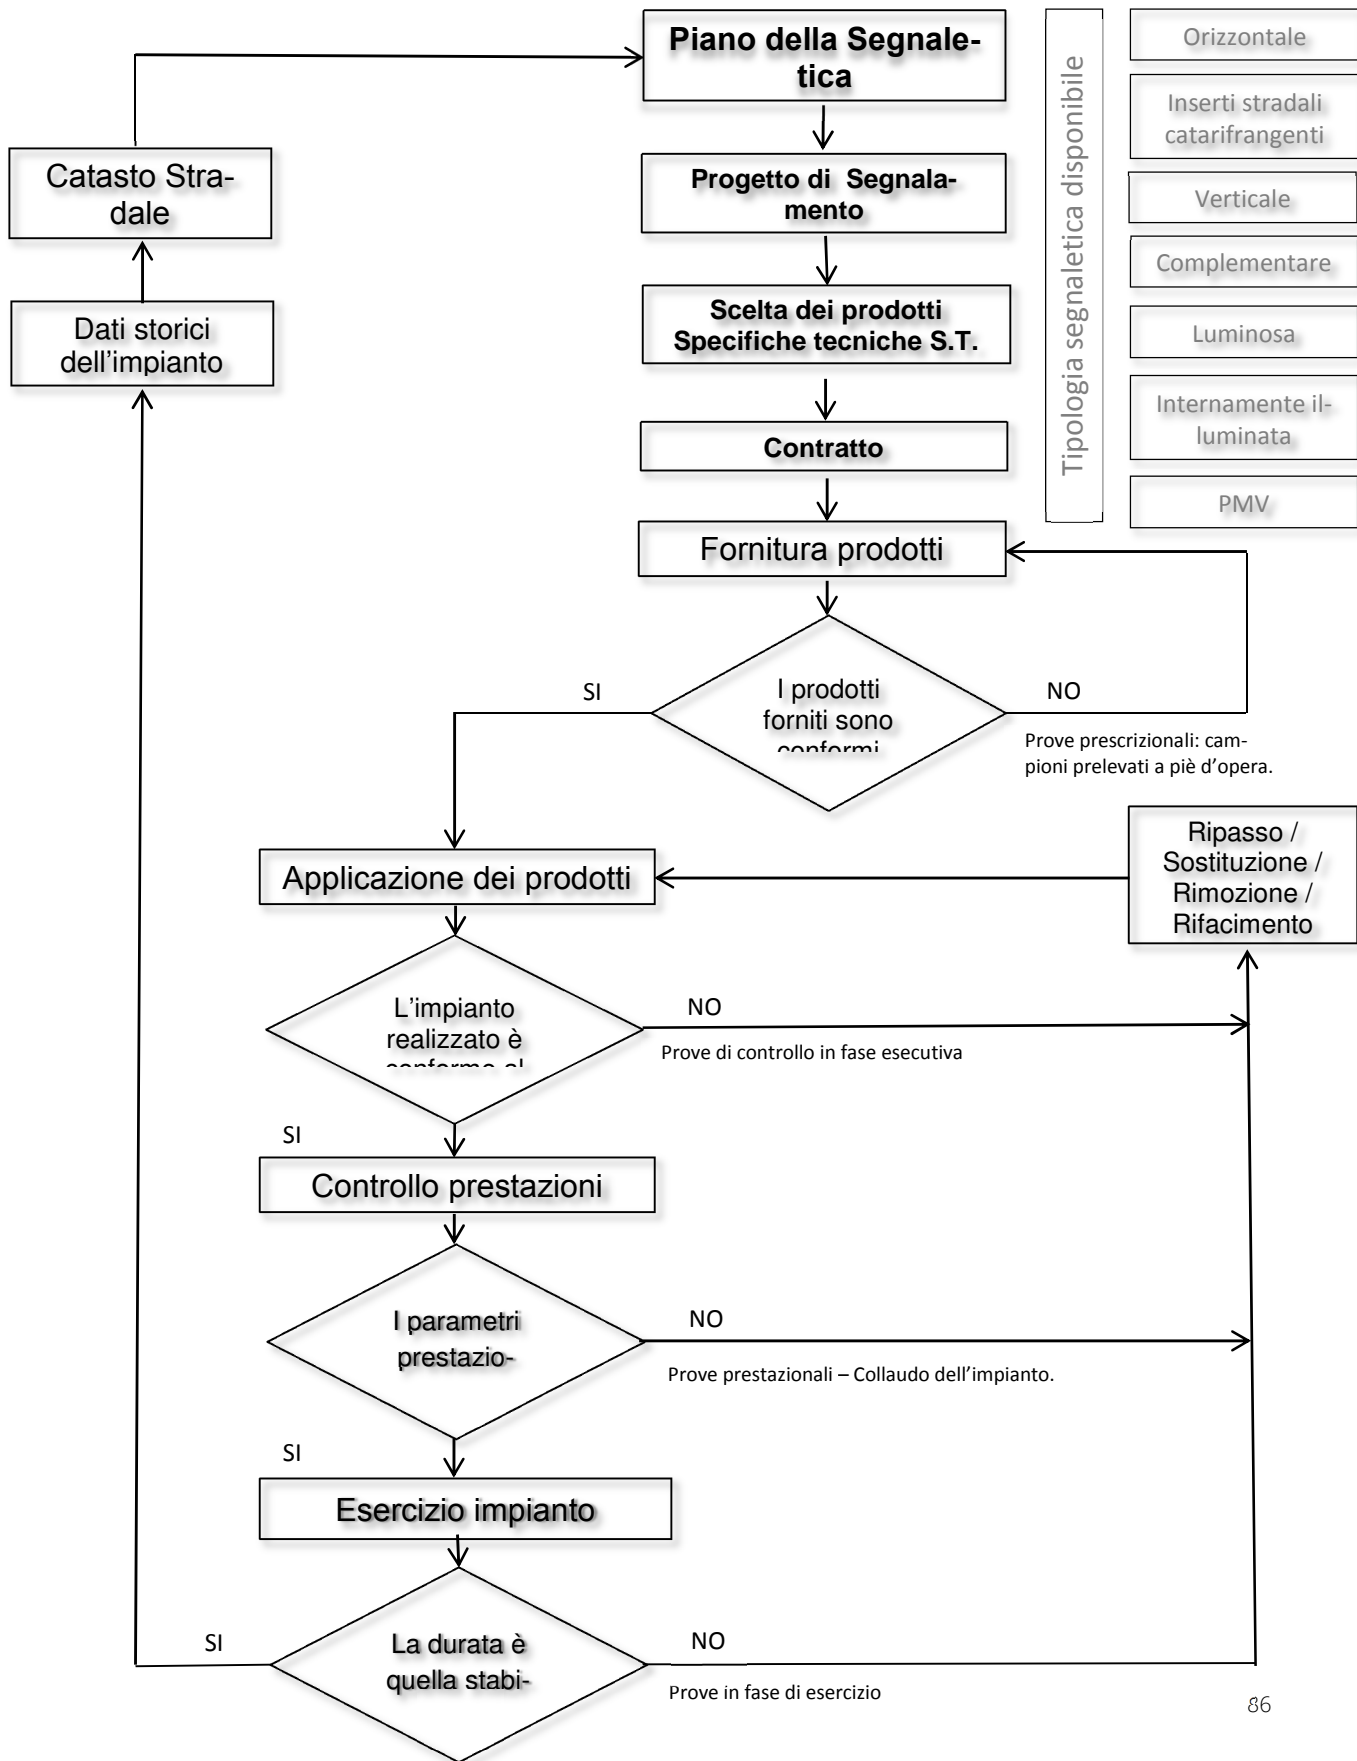 Piano della Segnale-
tica
Catasto Stra-
dale
Progetto di Segnala-
mento
Dati storici
dell'impianto
Scelta dei prodotti
Specifiche tecniche S.T.
Contratto
Fornitura prodotti
Tipologia segnaletica disponibile
Orizzontale
Inserti stradali
catarifrangenti
Verticale
Complementare
Luminosa
Internamente il-
luminata
PMV
SI
I prodotti
forniti sono
conformi
NO
Prove prescrizionali: cam-
pioni prelevati a piè d'opera.
Ripasso /
Sostituzione /
Rimozione /
Rifacimento
Applicazione dei prodotti
L'impianto
realizzato è
conforme al
NO
Prove di controllo in fase esecutiva
SI
Controllo prestazioni
I parametri
prestazio-
NO
Prove prestazionali – Collaudo dell'impianto.
SI
Esercizio impianto
SI
La durata è
quella stabi-
NO
Prove in fase di esercizio
86